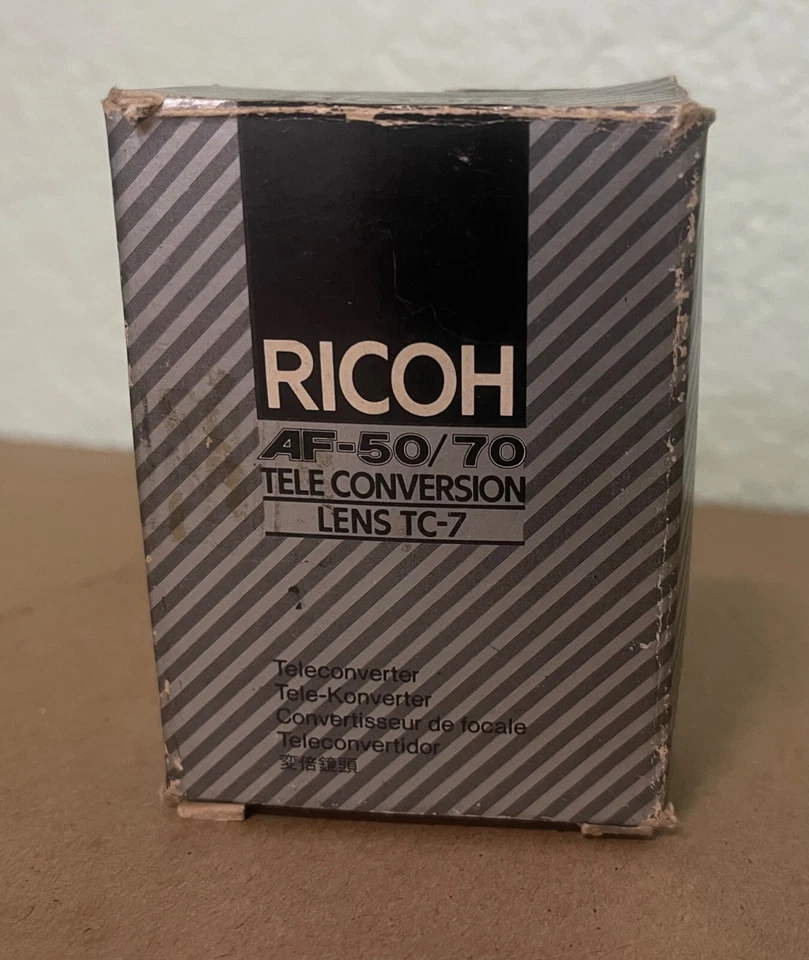 RICOH
AF-50/70
TELE CONVERSION
LENS TC-7
Teleconverter
Tele-Konverter
Convertisseur de focale
Teleconvertidor
変倍鏡頭